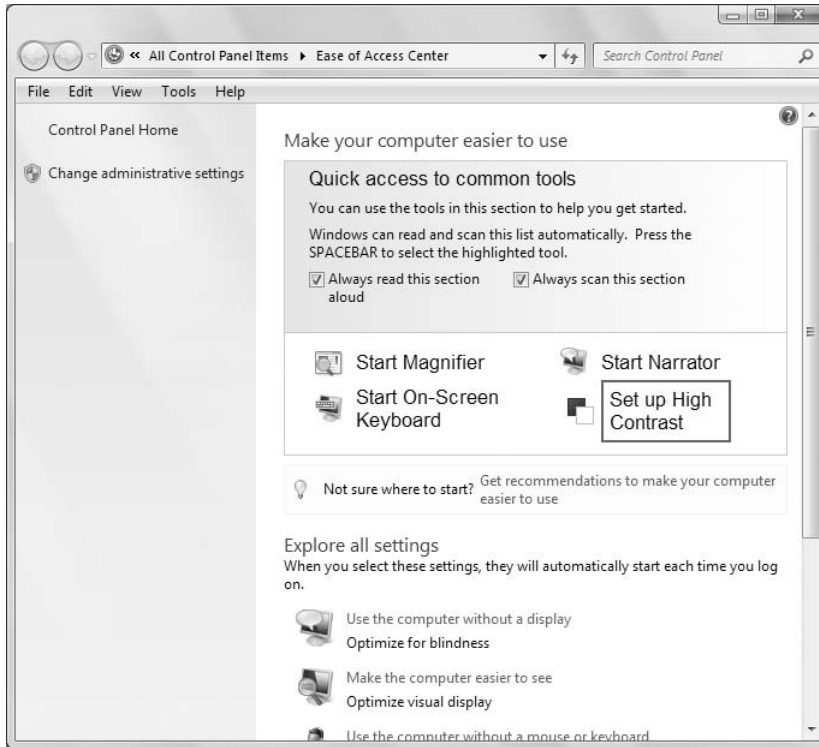 « All Control Panel Items ▸ Ease of Access Center
Search Control Panel
File Edit View Tools Help
Control Panel Home
Change administrative settings
Make your computer easier to use
Quick access to common tools
You can use the tools in this section to help you get started.
Windows can read and scan this list automatically. Press the
SPACEBAR to select the highlighted tool.
Always read this section
aloud
Always scan this section
Start Magnifier
Start Narrator
Start On-Screen
Keyboard
Set up High
Contrast
Not sure where to start?
Get recommendations to make your computer
easier to use
Explore all settings
When you select these settings, they will automatically start each time you log
on.
Use the computer without a display
Optimize for blindness
Make the computer easier to see
Optimize visual display
Use the computer without a mouse or keyboard